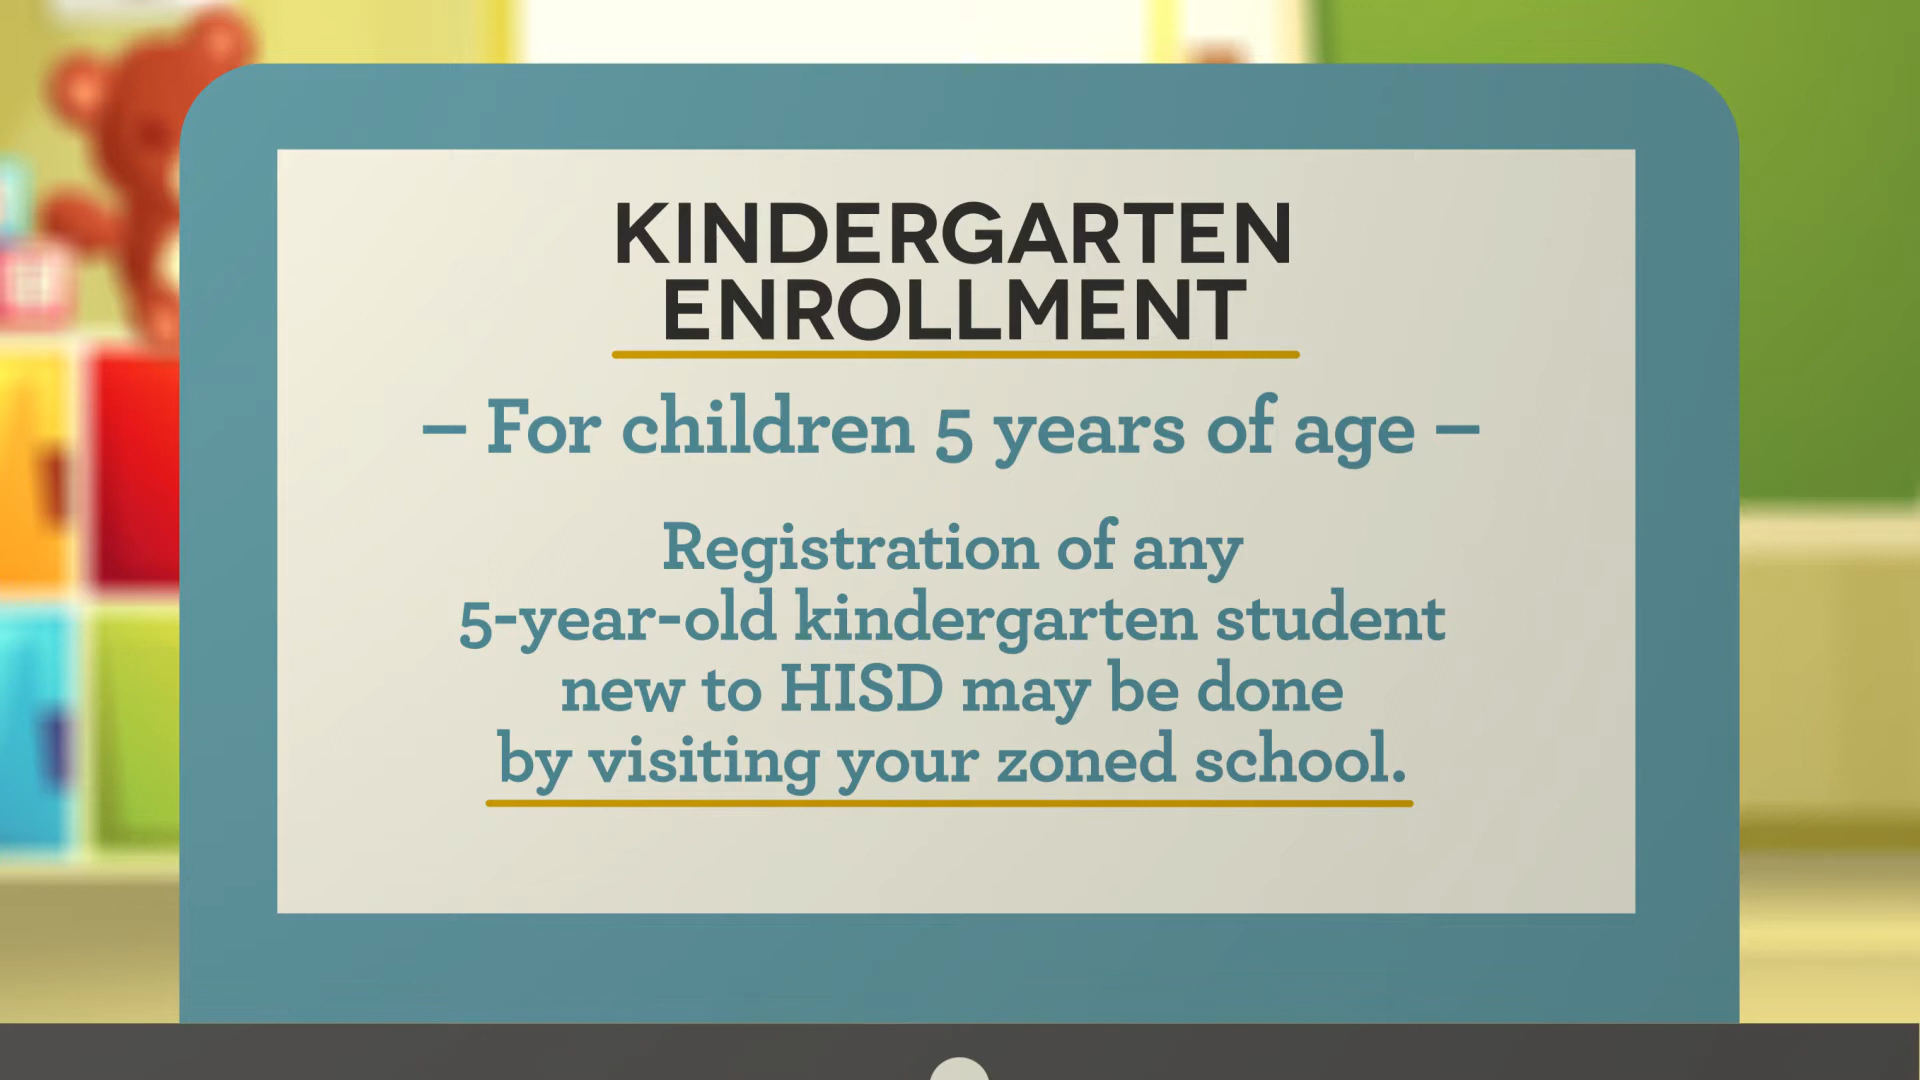 KINDERGARTEN
ENROLLMENT
– For children 5 years of age –
Registration of any
5-year-old kindergarten student
new to HISD may be done
by visiting your zoned school.